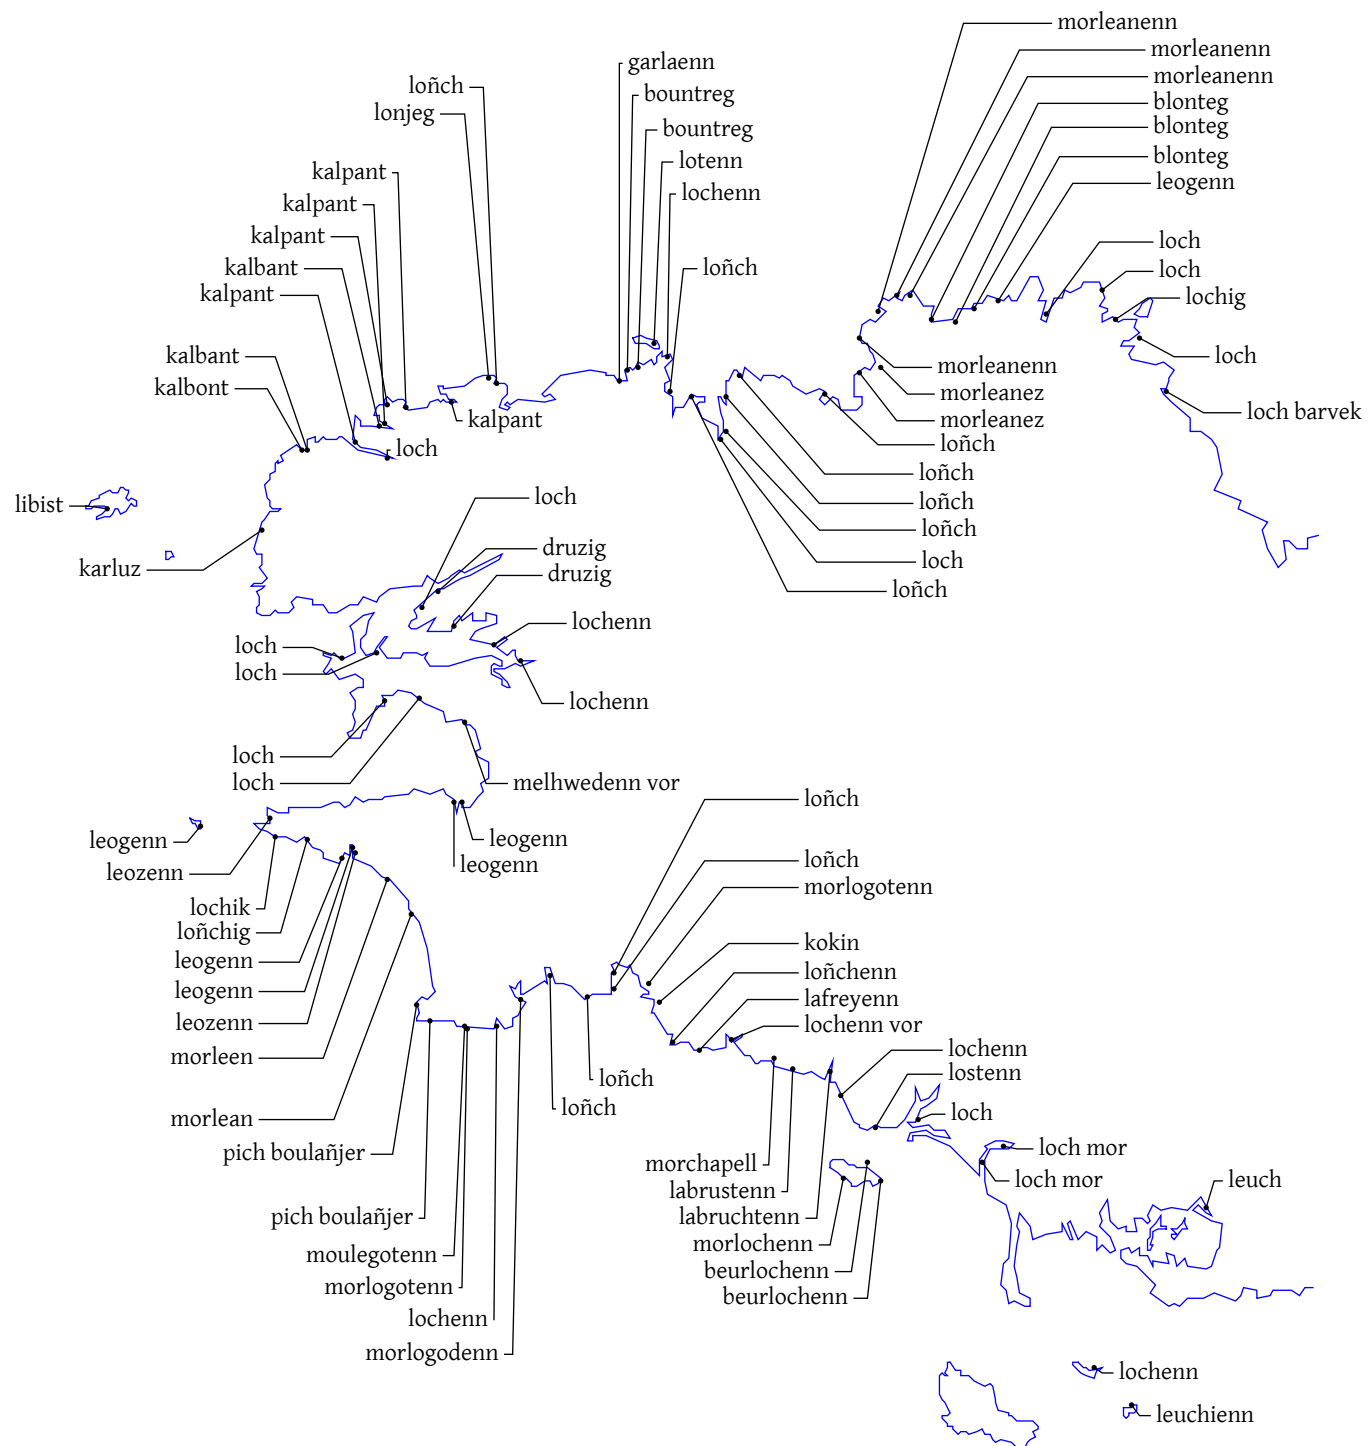 morleanenn
morleanenn
garlaenn
morleanenn
loñch
bountreg
blonteg
lonjeg
bountreg
blonteg
lotenn
blonteg
kalpant
leogenn
lochenn
kalpant
kalpant
loch
kalbant
loñch
loch
kalpant
lochig
kalbant
loch
morleanenn
kalbont
morleanez
loch barvek
kalpant
morleanez
loñch
loch
loñch
libist
loch
loñch
loñch
druzig
loch
karluz
druzig
loñch
lochenn
loch
loch
lochenn
loch
loch
melhwedenn vor
loñch
leogenn
leogenn
leogenn
loñch
leozenn
morlogotenn
lochik
loñchig
kokin
leogenn
loñchenn
leogenn
lafreyenn
leozenn
lochenn vor
morleen
lochenn
lostenn
loñch
loñch
loch
morlean
loch mor
pich boulañjer
morchapell
loch mor
leuch
labrustenn
pich boulañjer
labruchtenn
morlochenn
moulegotenn
beurlochenn
morlogotenn
beurlochenn
lochenn
morlogodenn
lochenn
leuchienn